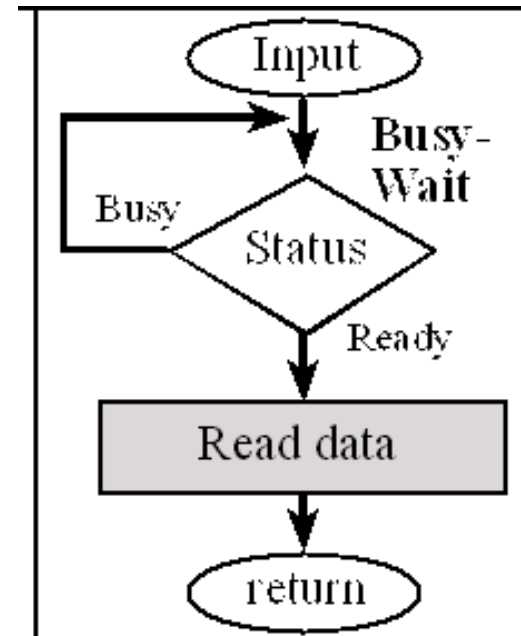 Input
Busy-
Wait
Busy
Status
Ready
Read data
return